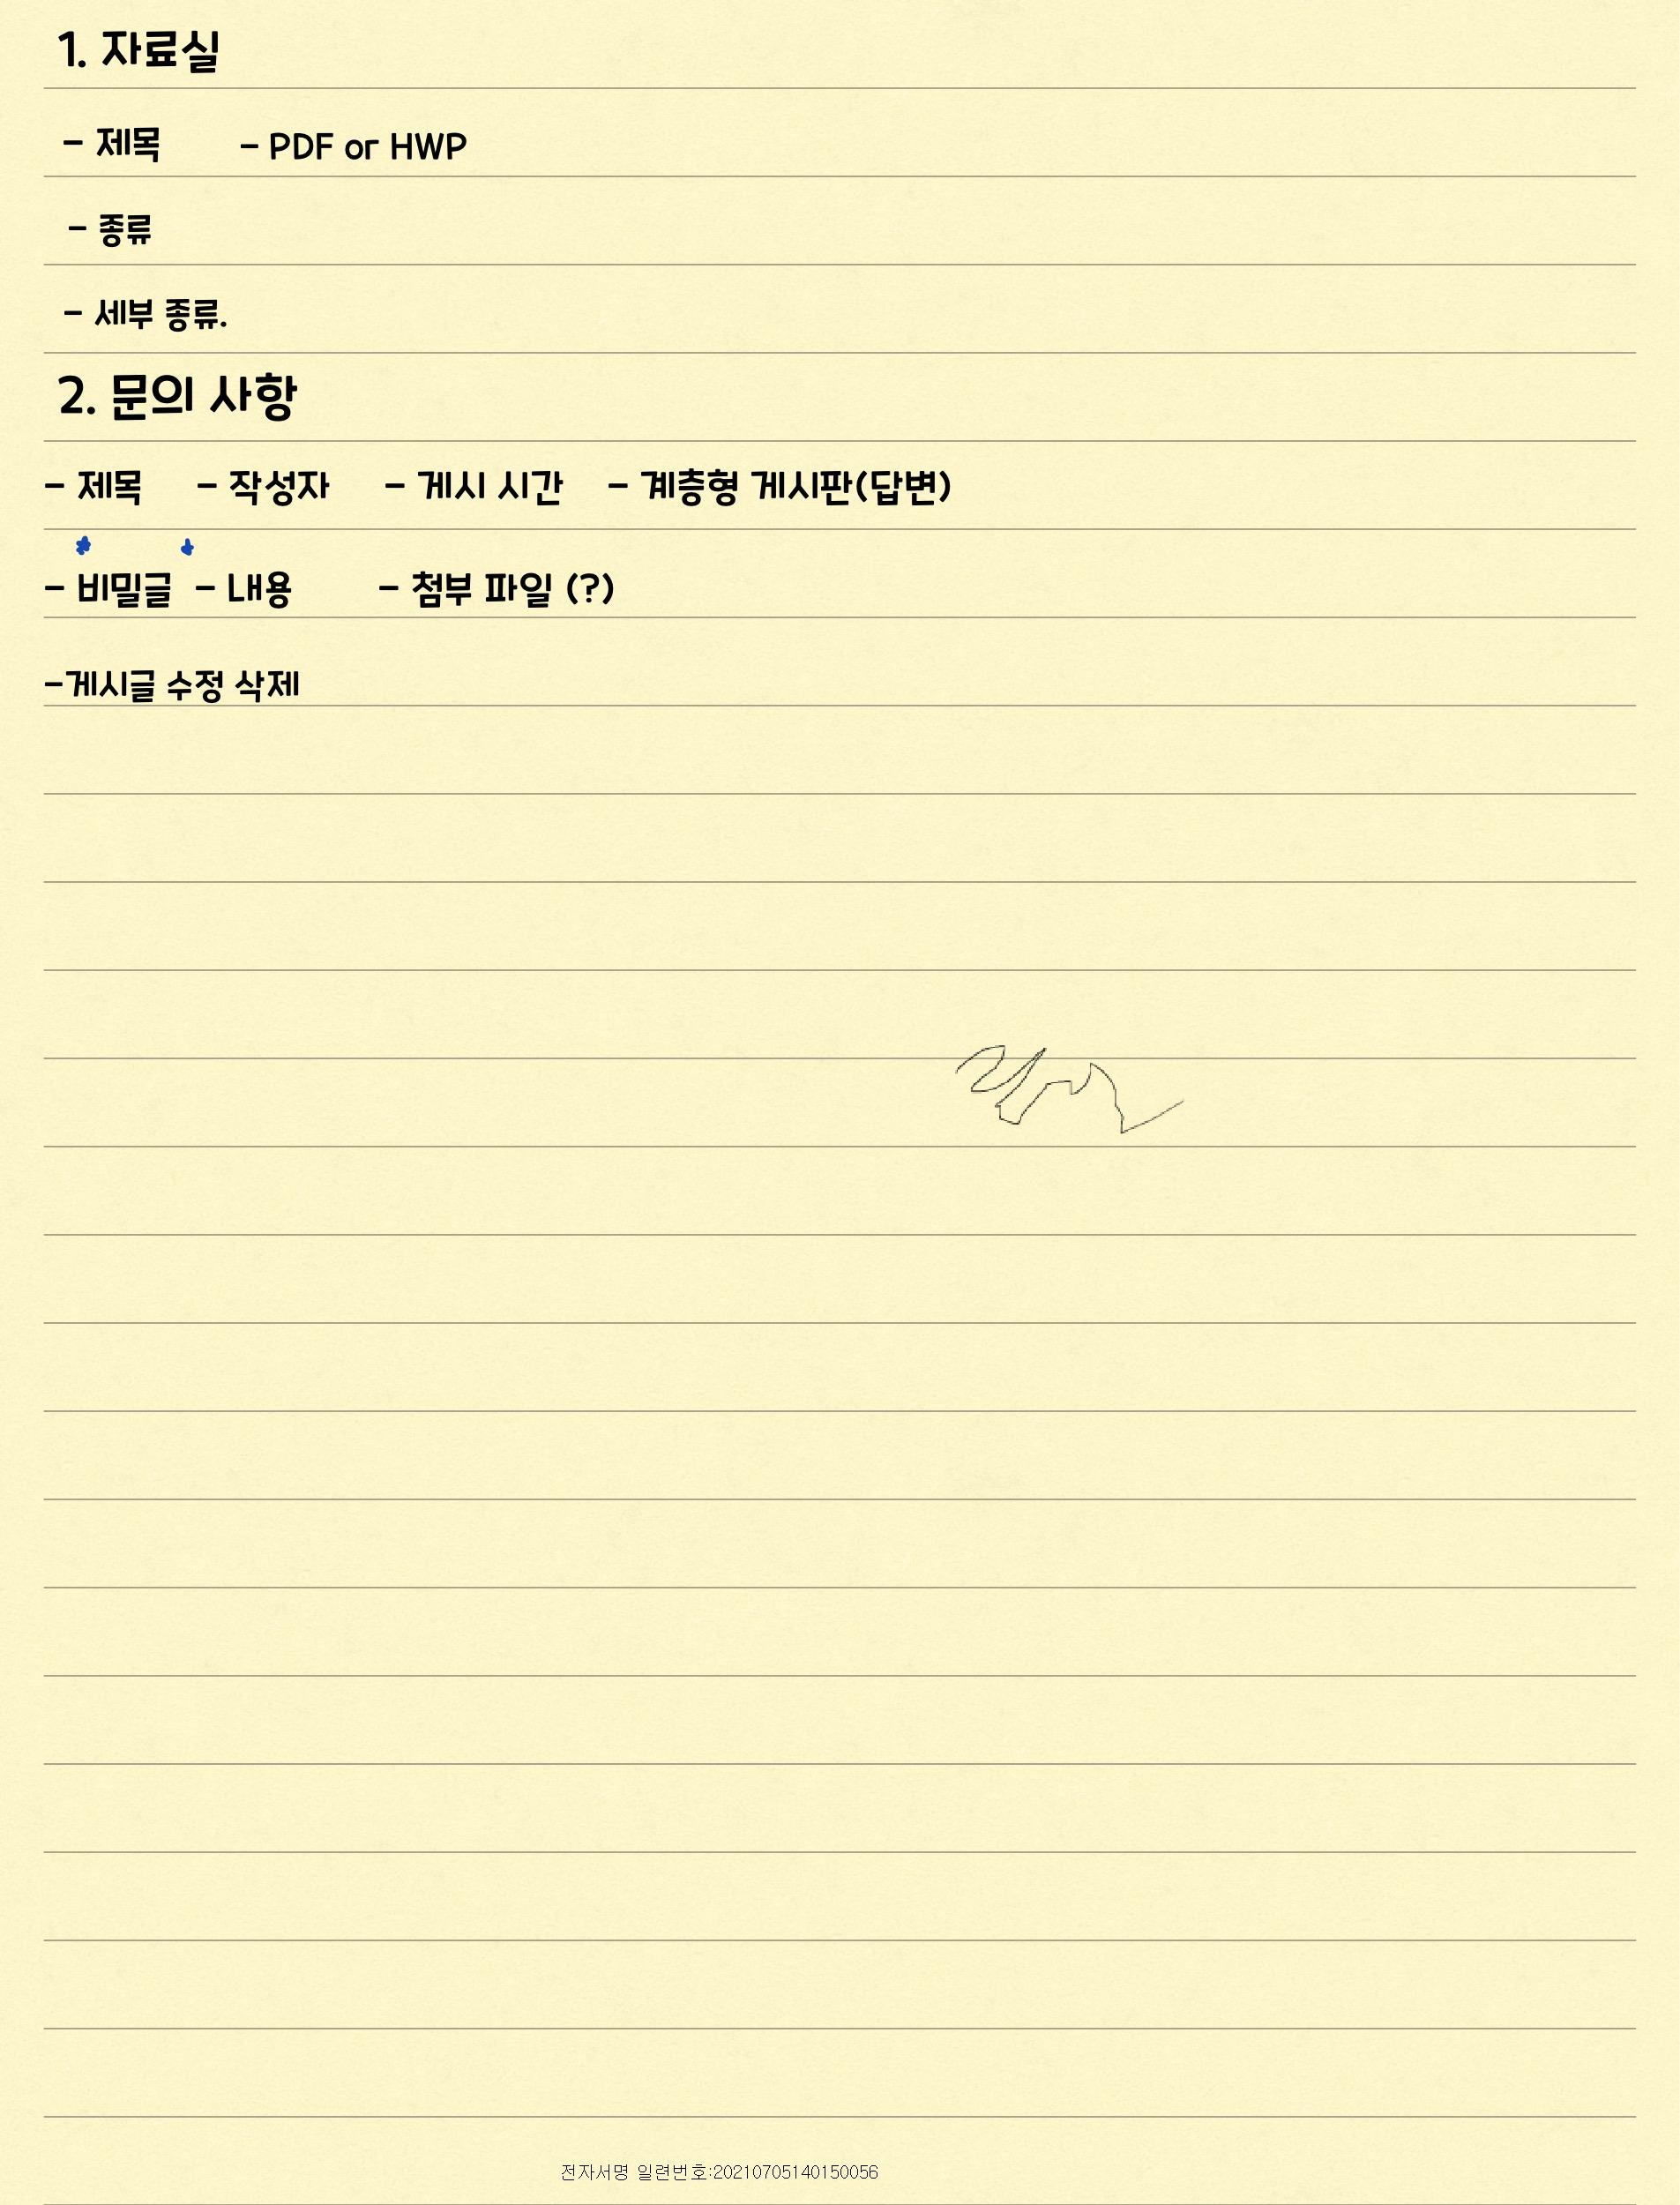 1. 자료실
- 제목 - PDF or HWP
- 종류
- 세부 종류.
2. 문의 사항
- 제목 - 작성자 - 게시 시간 - 계층형 게시판(답변)
- 비밀글 - 내용 - 첨부 파일 (?)
-게시글 수정 삭제
전자서명 일련번호:20210705140150056